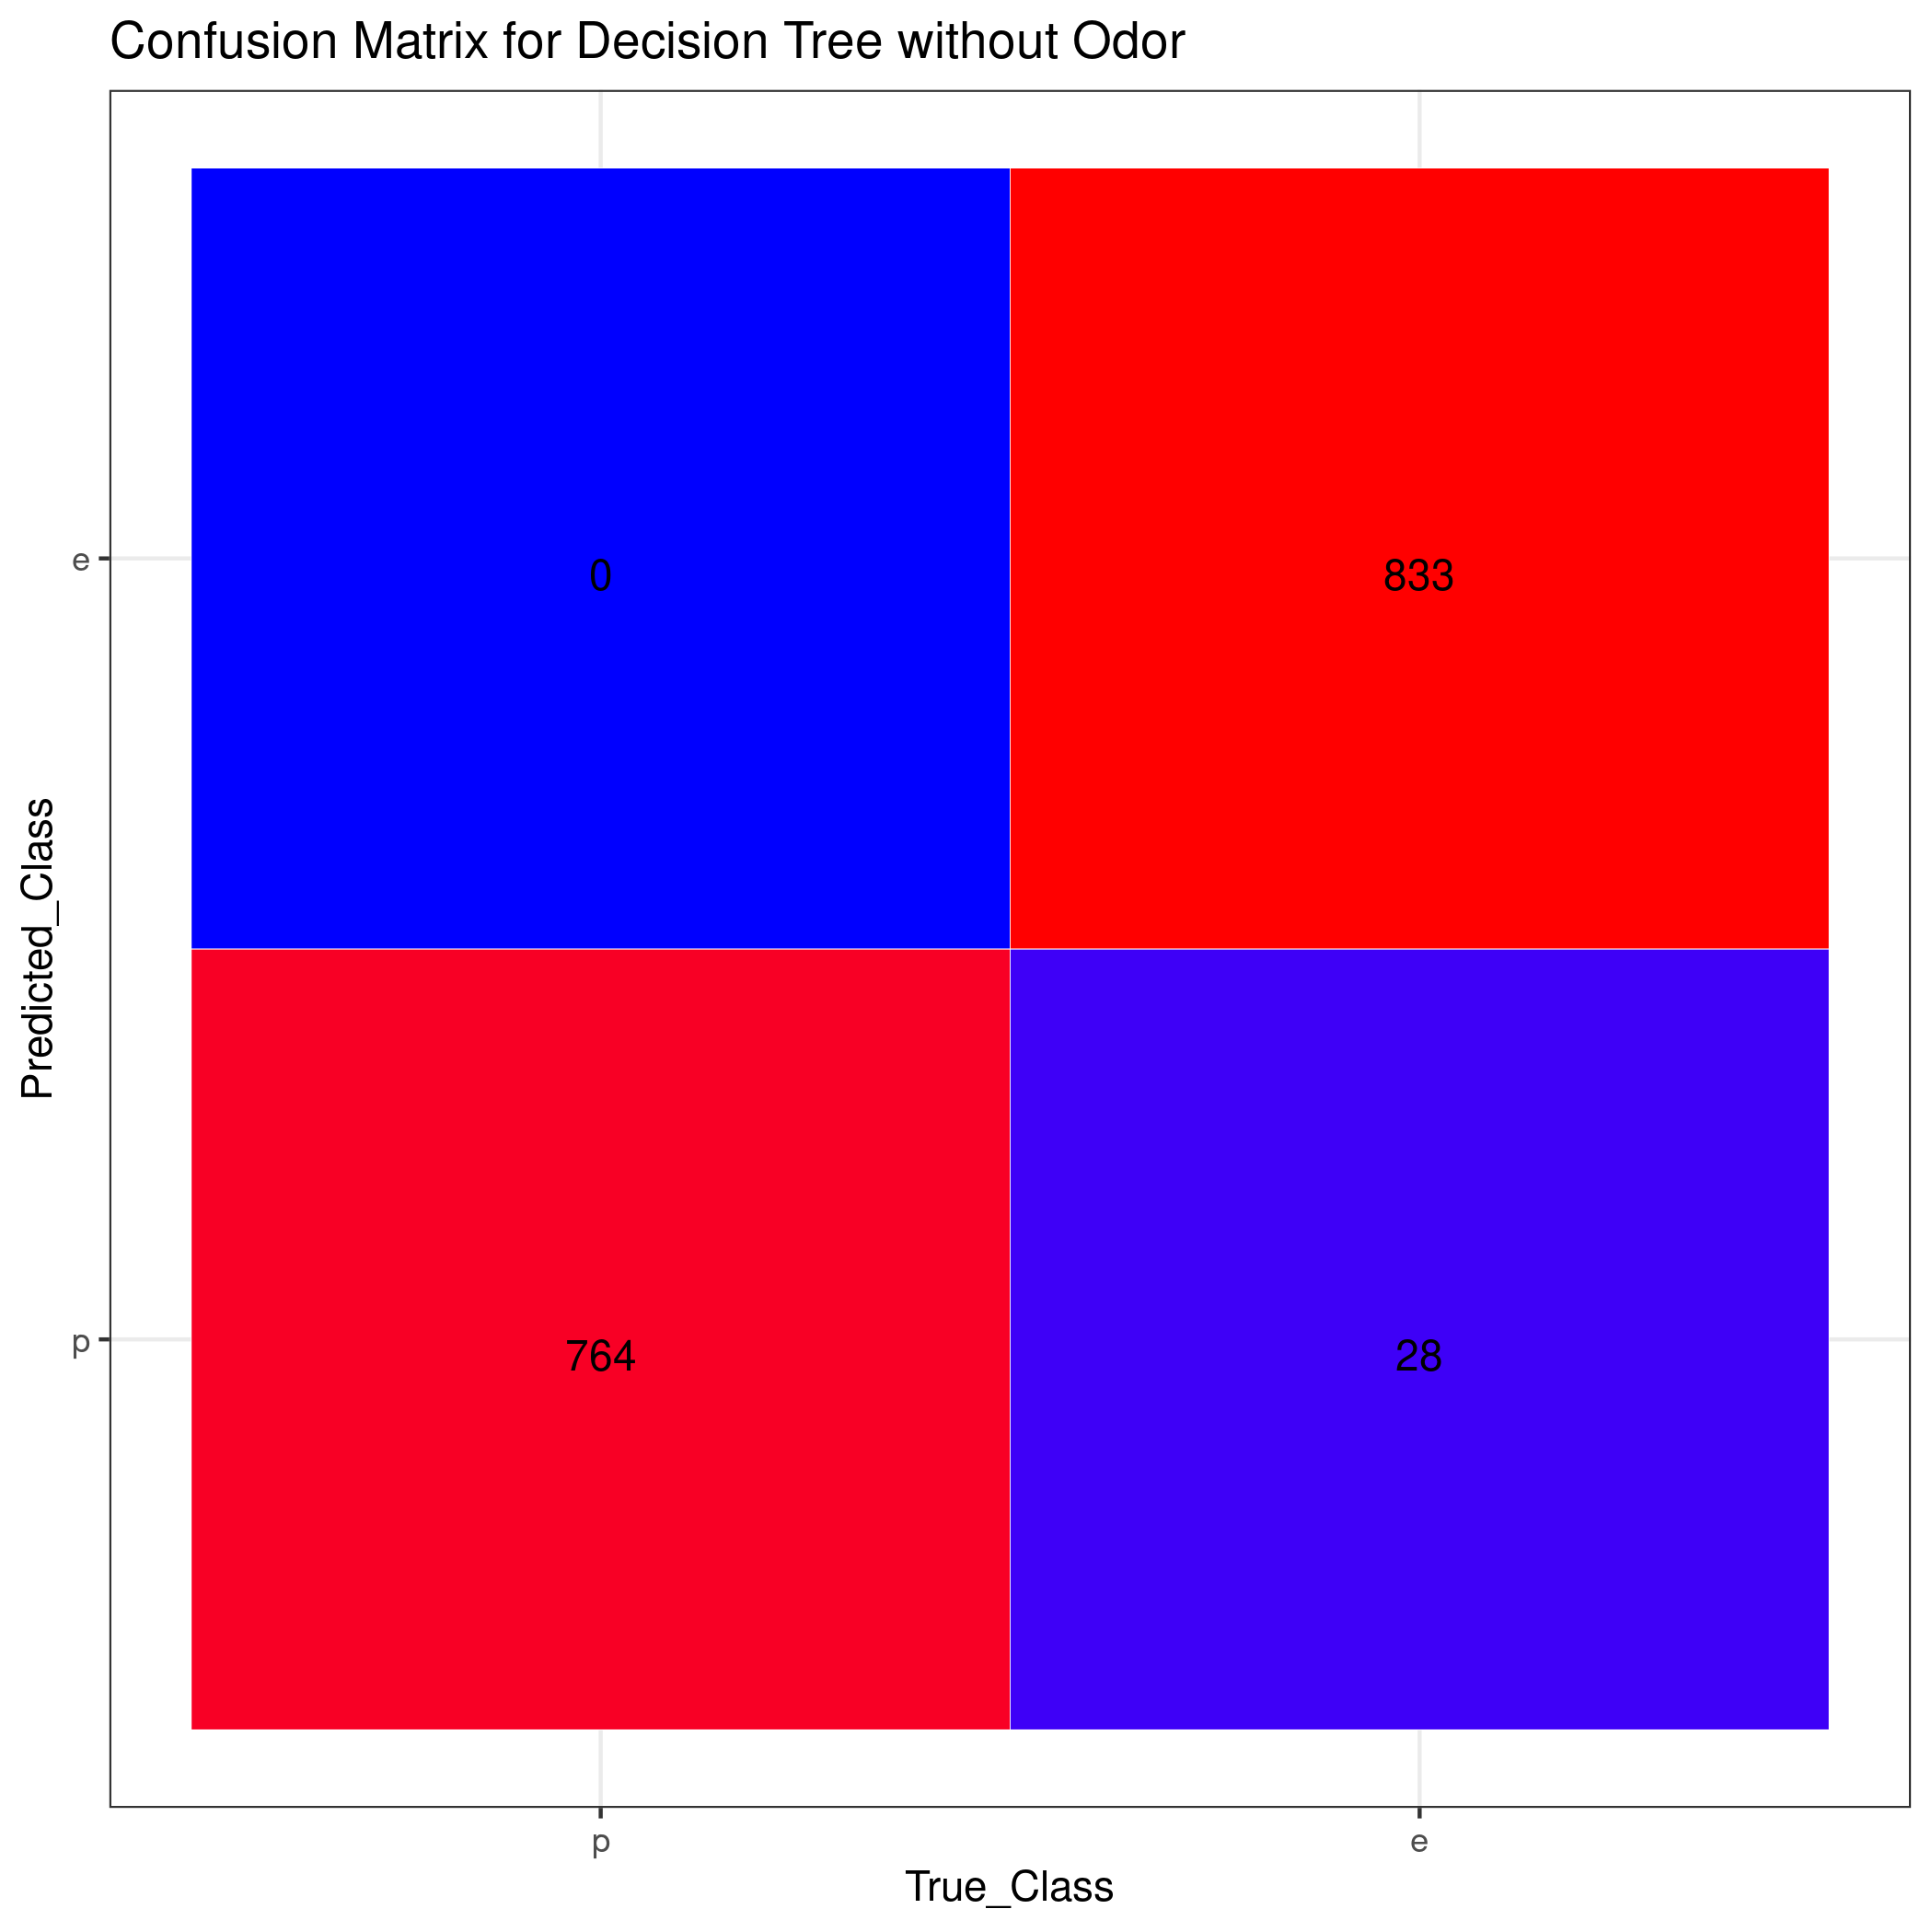 Confusion Matrix for Decision Tree without Odor
Predicted_Class
e
0
833
p
764
28
p
e
True_Class